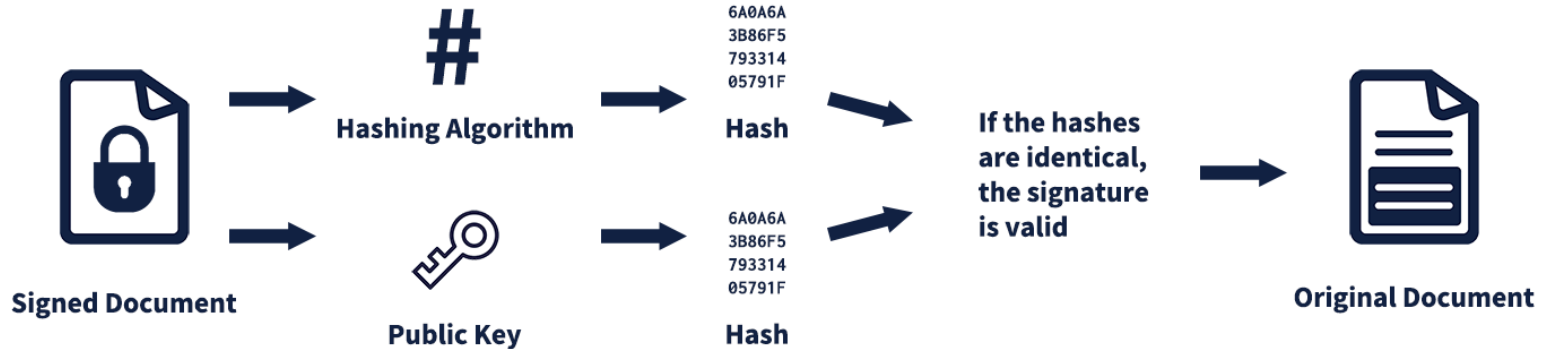 #
Hashing Algorithm
6A0A6A
3B86F5
793314
05791F
Hash
Signed Document
Public Key
6A0A6A
3B86F5
793314
05791F
Hash
If the hashes
are identical,
the signature
is valid
Original Document